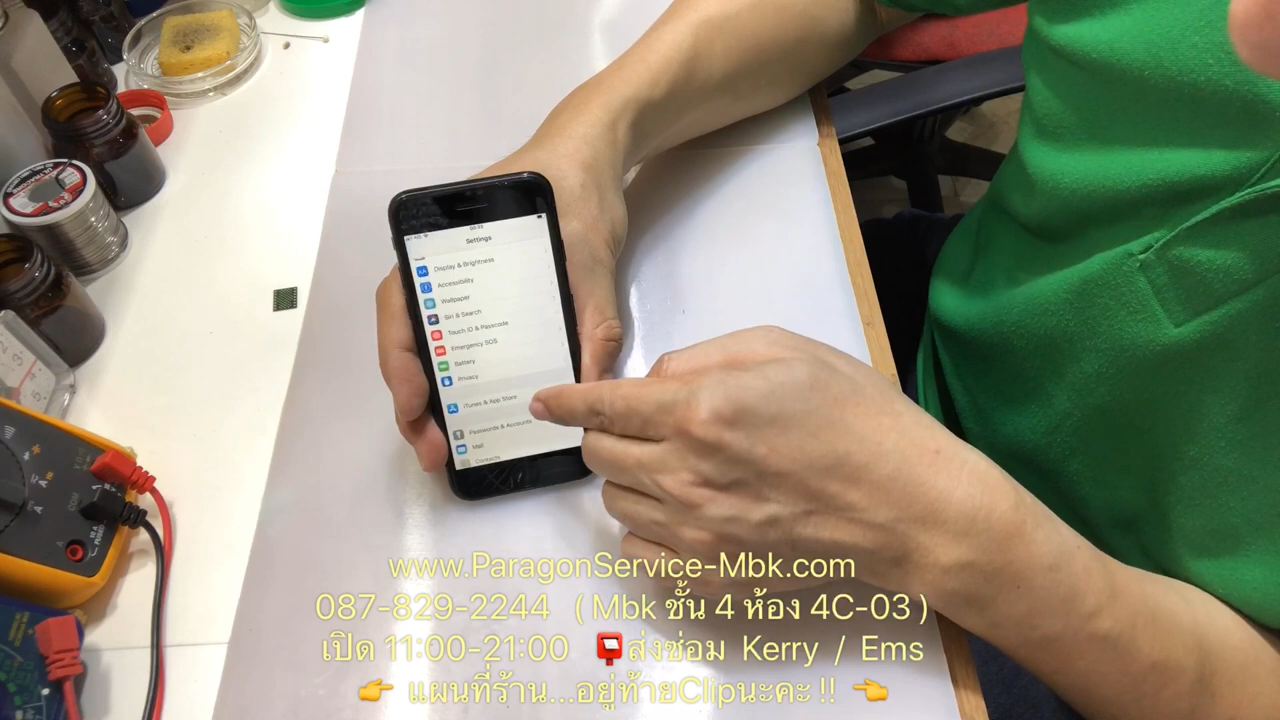 Settings
Display & Brightness
Accessibility
Wallpaper
Siri & Search
Touch ID & Passcode
Emergency SOS
Battery
Privacy
iTunes & App Store
Passwords & Accounts
Mail
Contacts
COM
www.ParagonService-Mbk.com
087-829-2244 ( Mbk ชั้น 4 ห้อง 4C-03 )
เปิด 11:00-21:00 📮ส่งซ่อม Kerry / Ems
👉 แผนที่ร้าน...อยู่ท้ายClipนะคะ !! 👈